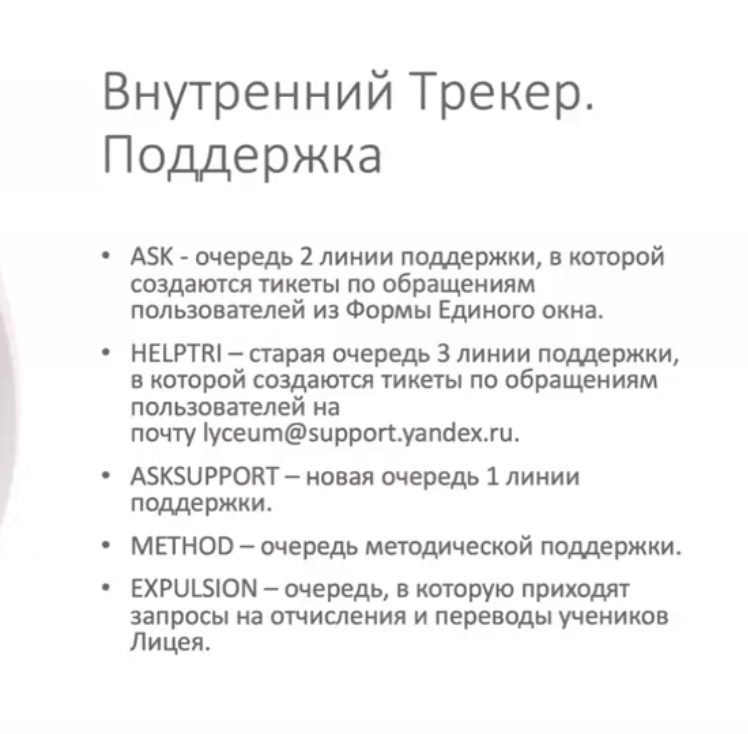 Внутренний Трекер.
Поддержка
• ASK - очередь 2 линии поддержки, в которой
создаются тикеты по обращениям
пользователей из Формы Единого окна.
• HELPTRI – старая очередь 3 линии поддержки,
в которой создаются тикеты по обращениям
пользователей на
почту lyceum@support.yandex.ru.
• ASKSUPPORT – новая очередь 1 линии
поддержки.
• METHOD – очередь методической поддержки.
• EXPULSION – очередь, в которую приходят
запросы на отчисления и переводы учеников
Лицея.